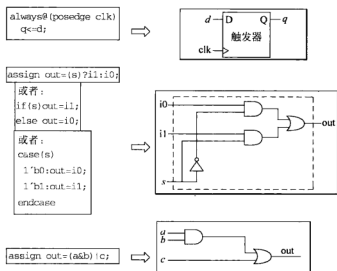 always@(posedge clk)
q<=d;
d D Q q
触发器
clk
assign out=(s)?i1:i0;
或者：
if(s)out=i1;
else out=i0;
或者：
case(s)
1´b0:out=i0;
1´b1:out=i1;
endcase
i0
i1
s
out
assign out=(a&b)|c;
a
b
c
out